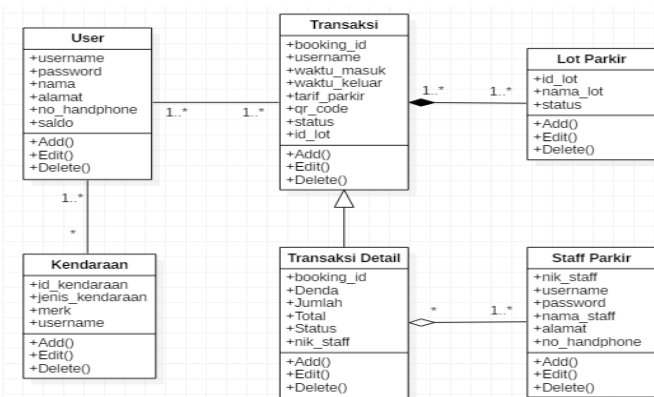 User
+username
+password
+nama
+alamat
+no_handphone
+saldo
+Add()
+Edit()
+Delete()
1..*
1..*
Transaksi
+booking_id
+username
+waktu_masuk
+waktu_keluar
+tarif_parkir
+qr_code
+status
+id_lot
+Add()
+Edit()
+Delete()
1..*
1..*
Lot Parkir
+id_lot
+nama_lot
+status
+Add()
+Edit()
+Delete()
1..*
*
Kendaraan
+id_kendaraan
+jenis_kendaraan
+merk
+username
+Add()
+Edit()
+Delete()
Transaksi Detail
+booking_id
+Denda
+Jumlah
+Total
+Status
+nik_staff
+Add()
+Edit()
+Delete()
*
1..*
Staff Parkir
+nik_staff
+username
+password
+nama_staff
+alamat
+no_handphone
+Add()
+Edit()
+Delete()